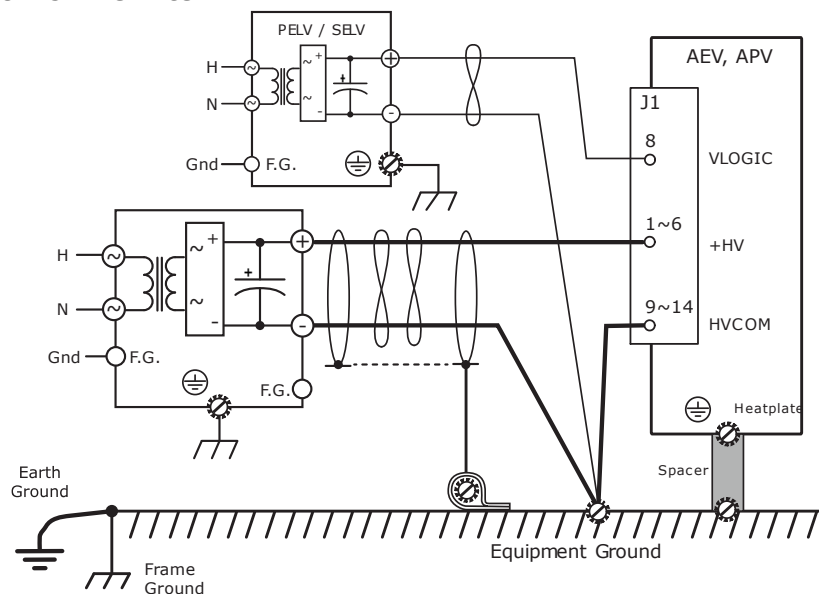 PELV / SELV
H
N
Gnd
F.G.
+
-
~
~
+
-
+
AEV, APV
J1
8
VLOGIC
1~6
+HV
9~14
HVCOM
Heatplate
Spacer
H
N
Gnd
F.G.
F.G.
+
-
~
~
+
-
+
Earth
Ground
Frame
Ground
Equipment Ground